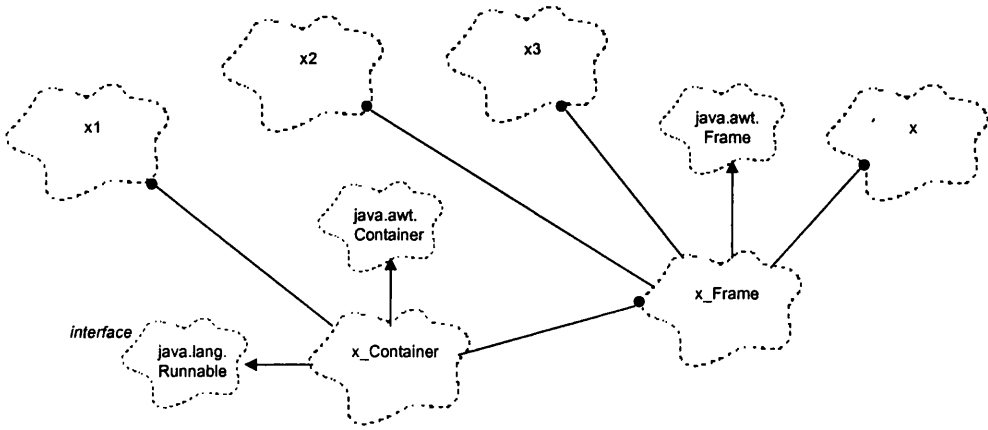 x1
x2
x3
java.awt.
Frame
x
java.awt.
Container
x_Frame
interface
java.lang.
Runnable
x_Container